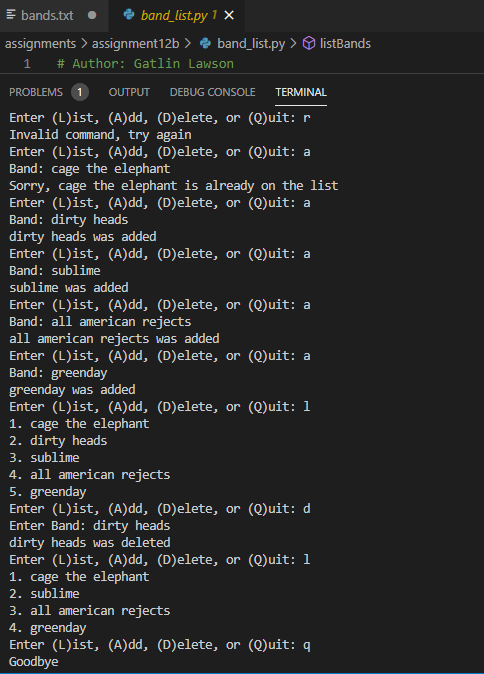 bands.txt
band_list.py 1
assignments > assignment12b > band_list.py > listBands
1 # Author: Gatlin Lawson
PROBLEMS 1 OUTPUT DEBUG CONSOLE TERMINAL
Enter (L)ist, (A)dd, (D)elete, or (Q)uit: r
Invalid command, try again
Enter (L)ist, (A)dd, (D)elete, or (Q)uit: a
Band: cage the elephant
Sorry, cage the elephant is already on the list
Enter (L)ist, (A)dd, (D)elete, or (Q)uit: a
Band: dirty heads
dirty heads was added
Enter (L)ist, (A)dd, (D)elete, or (Q)uit: a
Band: sublime
sublime was added
Enter (L)ist, (A)dd, (D)elete, or (Q)uit: a
Band: all american rejects
all american rejects was added
Enter (L)ist, (A)dd, (D)elete, or (Q)uit: a
Band: greenday
greenday was added
Enter (L)ist, (A)dd, (D)elete, or (Q)uit: l
1. cage the elephant
2. dirty heads
3. sublime
4. all american rejects
5. greenday
Enter (L)ist, (A)dd, (D)elete, or (Q)uit: d
Enter Band: dirty heads
dirty heads was deleted
Enter (L)ist, (A)dd, (D)elete, or (Q)uit: l
1. cage the elephant
2. sublime
3. all american rejects
4. greenday
Enter (L)ist, (A)dd, (D)elete, or (Q)uit: q
Goodbye